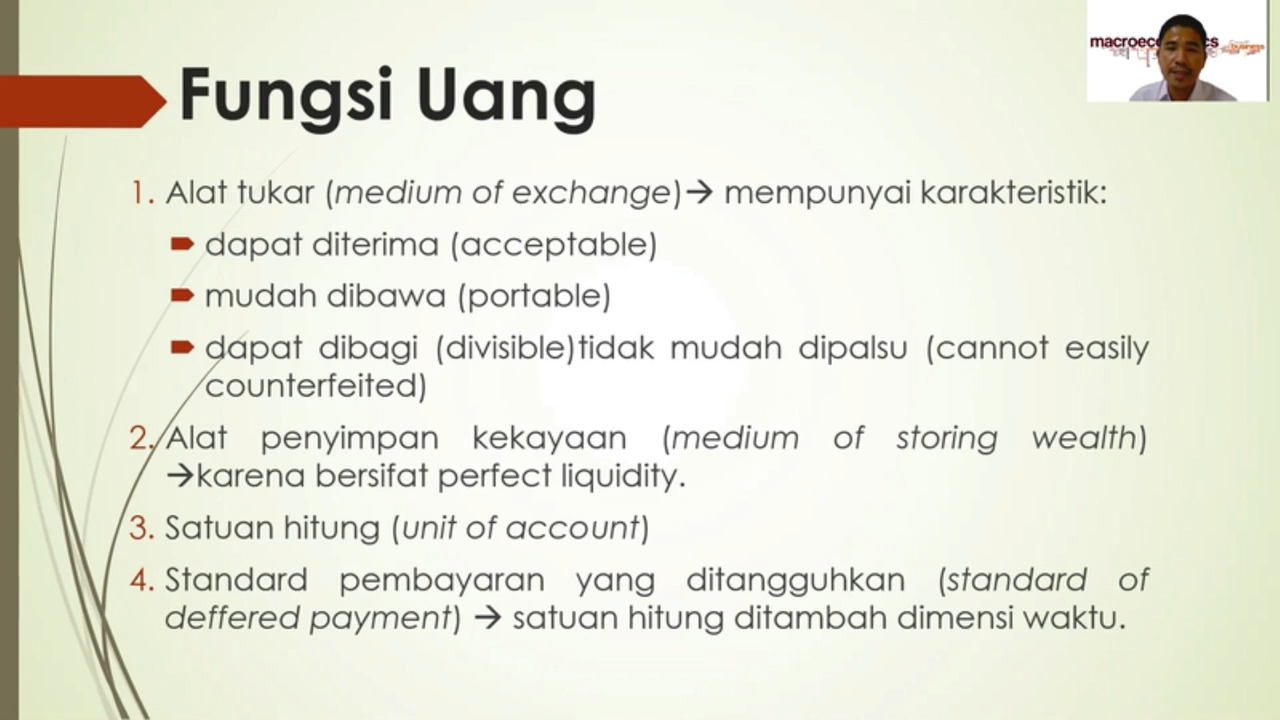 Fungsi Uang
1. Alat tukar (medium of exchange)→ mempunyai karakteristik:
dapat diterima (acceptable)
mudah dibawa (portable)
dapat dibagi (divisible)tidak mudah dipalsu (cannot easily
counterfeited)
2. Alat penyimpan kekayaan (medium of storing wealth)
→karena bersifat perfect liquidity.
3. Satuan hitung (unit of account)
4. Standard pembayaran yang ditangguhkan (standard of
deffered payment) → satuan hitung ditambah dimensi waktu.
business